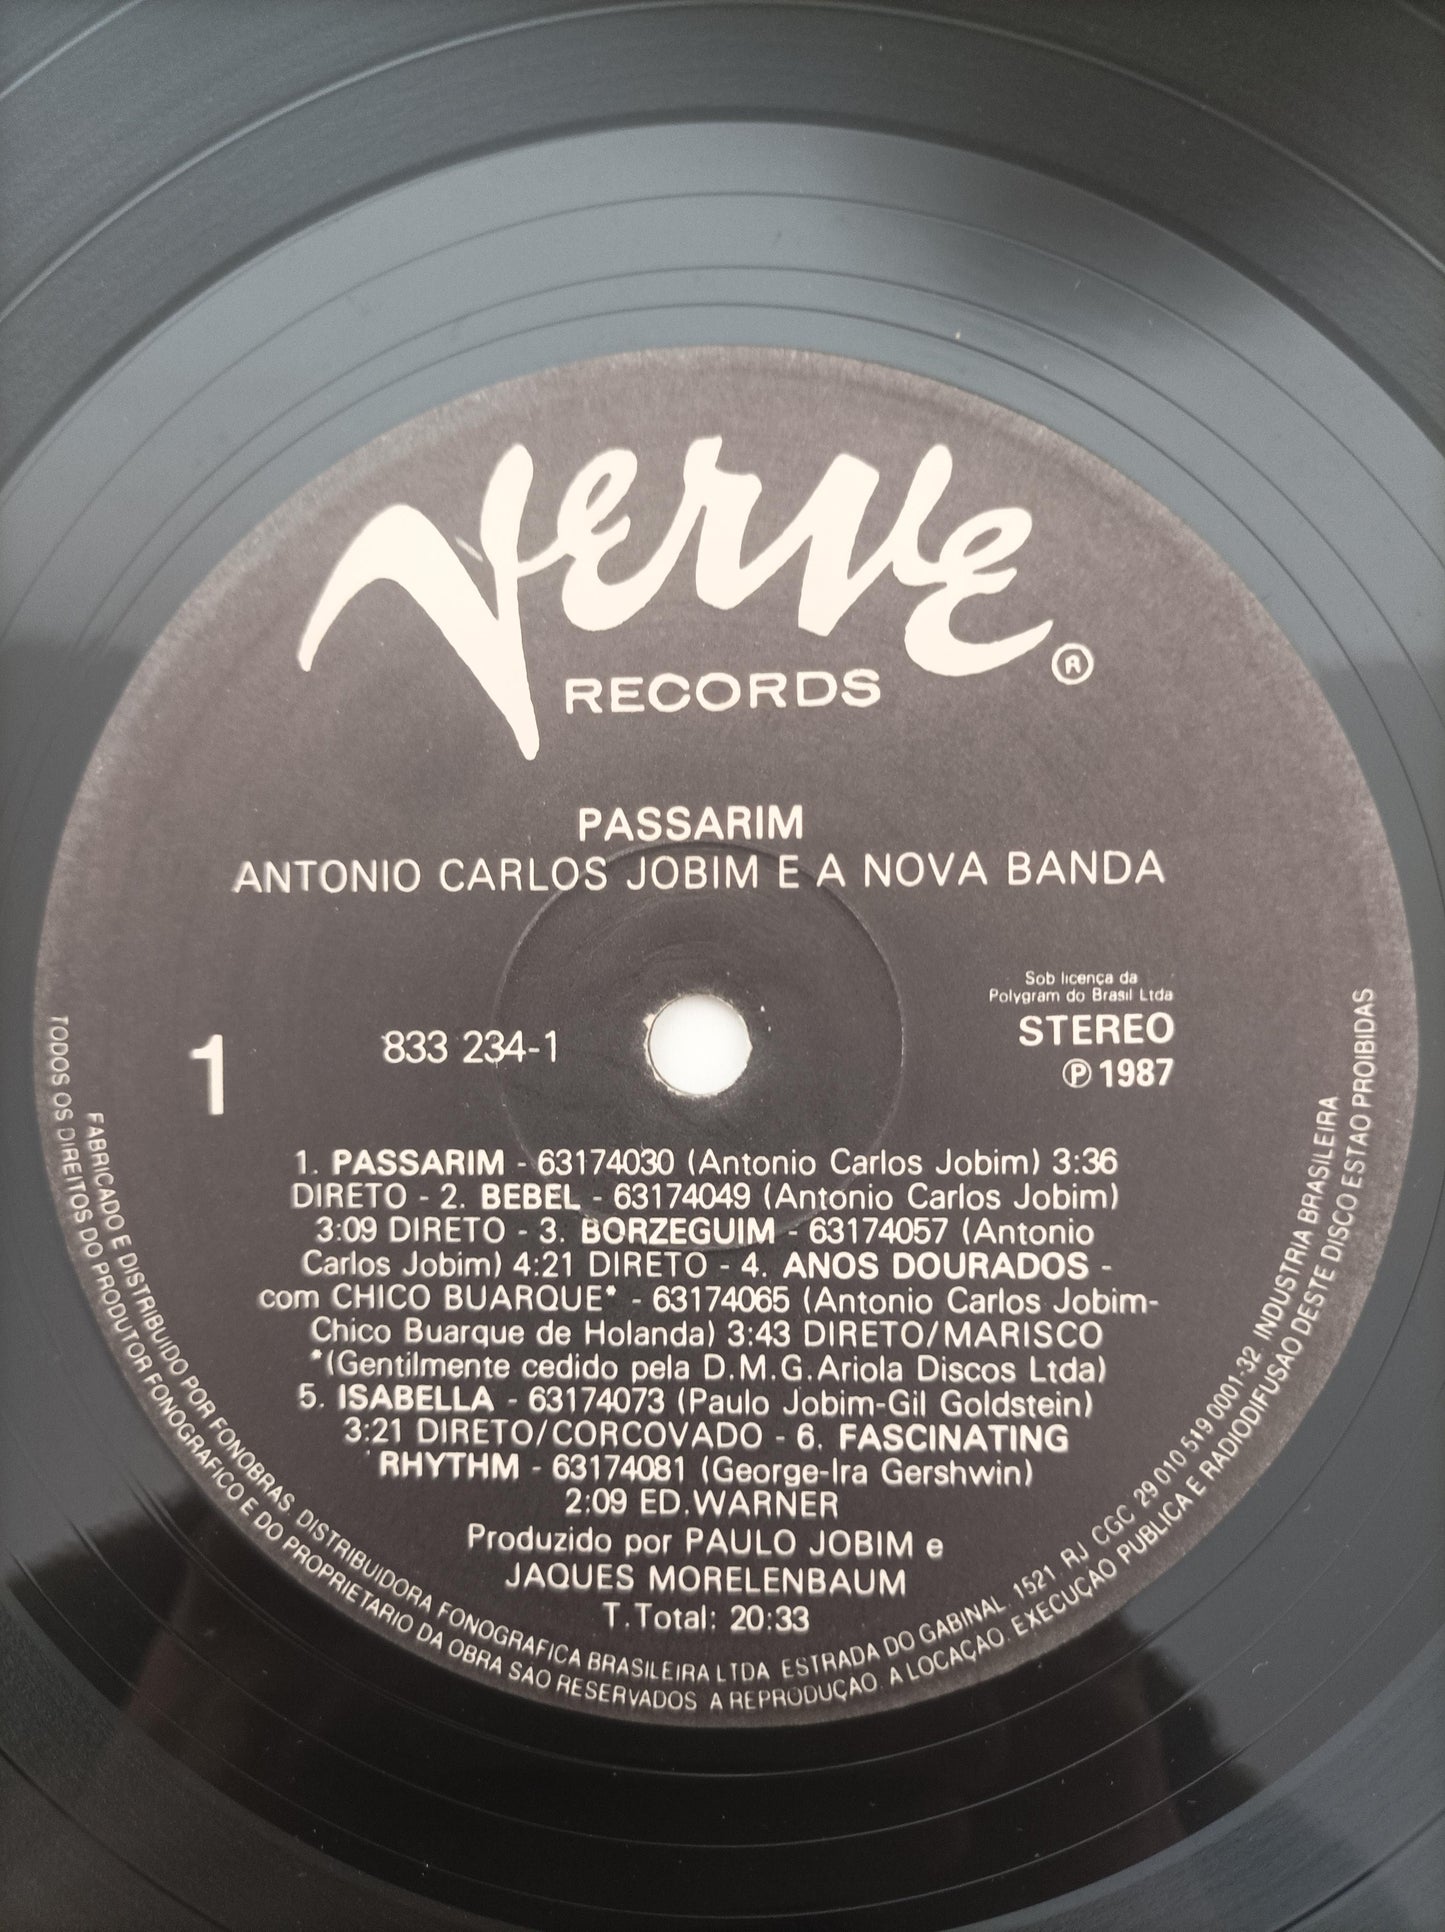 Verve
RECORDS ®
PASSARIM
ANTONIO CARLOS JOBIM E A NOVA BANDA
Sob licença da
Polygram do Brasil Ltda
STEREO
℗ 1987
1
833 234-1
1. PASSARIM - 63174030 (Antonio Carlos Jobim) 3:36
DIRETO - 2. BEBEL - 63174049 (Antonio Carlos Jobim)
3:09 DIRETO - 3. BORZEGUIM - 63174057 (Antonio
Carlos Jobim) 4:21 DIRETO - 4. ANOS DOURADOS -
com CHICO BUARQUE* - 63174065 (Antonio Carlos Jobim-
Chico Buarque de Holanda) 3:43 DIRETO/MARISCO
*(Gentilmente cedido pela D.M.G.Ariola Discos Ltda)
5. ISABELLA - 63174073 (Paulo Jobim-Gil Goldstein)
3:21 DIRETO/CORCOVADO - 6. FASCINATING
RHYTHM - 63174081 (George-Ira Gershwin)
2:09 ED.WARNER
Produzido por PAULO JOBIM e
JAQUES MORELENBAUM
T.Total: 20:33
FABRICADO E DISTRIBUIDO POR FONOBRAS. DISTRIBUIDORA FONOGRAFICA BRASILEIRA LTDA ESTRADA DO GABINAL. 1521 RJ CGC 29 010 519 0001-32 INDUSTRIA BRASILEIRA
TODOS OS DIREITOS DO PRODUTOR FONOGRAFICO E DO PROPRIETARIO DA OBRA SAO RESERVADOS A REPRODUÇAO. A LOCAÇAO. EXECUÇAO PUBLICA E RADIODIFUSAO DESTE DISCO ESTAO PROIBIDAS